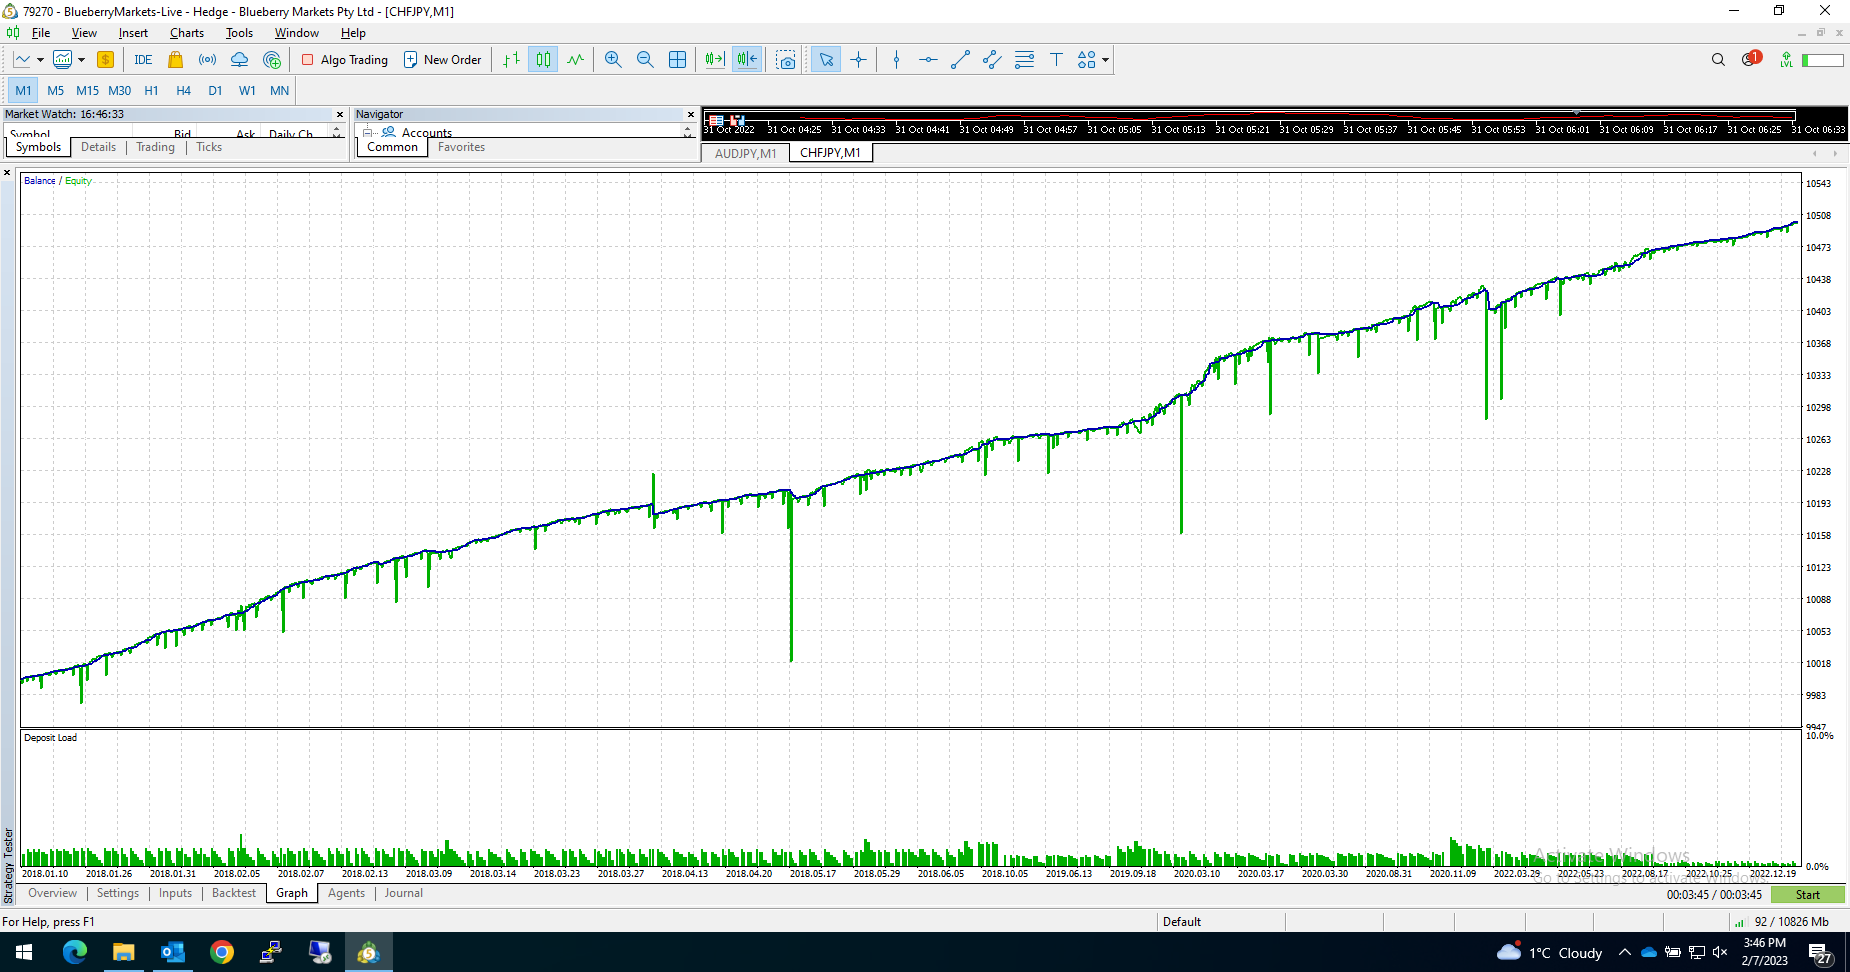 79270 - BlueberryMarkets-Live - Hedge - Blueberry Markets Pty Ltd - [CHFJPY,M1]
File View Insert Charts Tools Window Help
IDE Algo Trading New Order 1 LVL
M1 M5 M15 M30 H1 H4 D1 W1 MN
Market Watch: 16:46:33
Symbol Bid Ask Daily Ch...
Symbols Details Trading Ticks
Navigator
Accounts
Common Favorites
31 Oct 2022 31 Oct 04:25 31 Oct 04:33 31 Oct 04:41 31 Oct 04:49 31 Oct 04:57 31 Oct 05:05 31 Oct 05:13 31 Oct 05:21 31 Oct 05:29 31 Oct 05:37 31 Oct 05:45 31 Oct 05:53 31 Oct 06:01 31 Oct 06:09 31 Oct 06:17 31 Oct 06:25 31 Oct 06:33
AUDJPY,M1 CHFJPY,M1
Balance / Equity
10543
10508
10473
10438
10403
10368
10333
10298
10263
10228
10193
10158
10123
10088
10053
10018
9983
9947
Deposit Load
10.0%
0.0%
2018.01.10 2018.01.26 2018.01.31 2018.02.05 2018.02.07 2018.02.13 2018.03.09 2018.03.14 2018.03.23 2018.03.27 2018.04.13 2018.04.20 2018.05.17 2018.05.29 2018.06.05 2018.10.05 2019.06.13 2019.09.18 2020.03.10 2020.03.17 2020.03.30 2020.08.31 2020.11.09 2022.03.29 2022.05.23 2022.08.17 2022.10.25 2022.12.19
Activate Windows
Go to Settings to activate Windows.
Strategy Tester
Overview Settings Inputs Backtest Graph Agents Journal
00:03:45 / 00:03:45 Start
For Help, press F1
Default
92 / 10826 Mb
1°C Cloudy
3:46 PM
2/7/2023
27